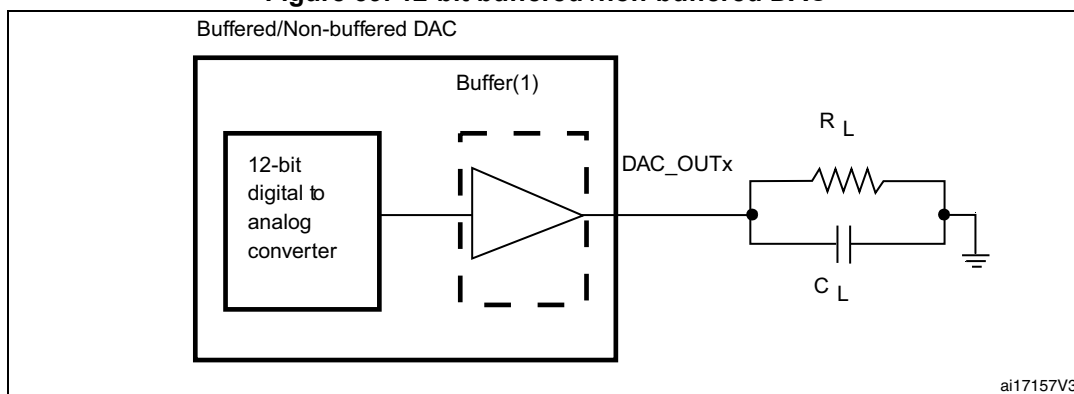 Figure 12-bit buffered /non-buffered DAC
Buffered/Non-buffered DAC
Buffer(1)
12-bit
digital to
analog
converter
DAC_OUTx
R L
C L
ai17157V3